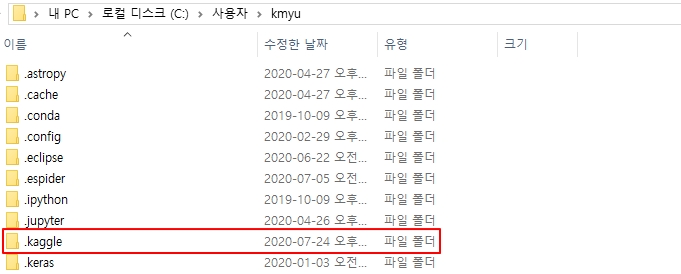 내 PC > 로컬 디스크 (C:) > 사용자 > kmyu
이름 수정한 날짜 유형 크기
.astropy 2020-04-27 오후... 파일 폴더
.cache 2020-04-27 오후... 파일 폴더
.conda 2019-10-09 오후... 파일 폴더
.config 2020-02-29 오후... 파일 폴더
.eclipse 2020-06-22 오전... 파일 폴더
.espider 2020-07-05 오전... 파일 폴더
.ipython 2019-10-09 오후... 파일 폴더
.jupyter 2020-04-26 오후... 파일 폴더
.kaggle 2020-07-24 오후... 파일 폴더
.keras 2020-01-03 오전... 파일 폴더